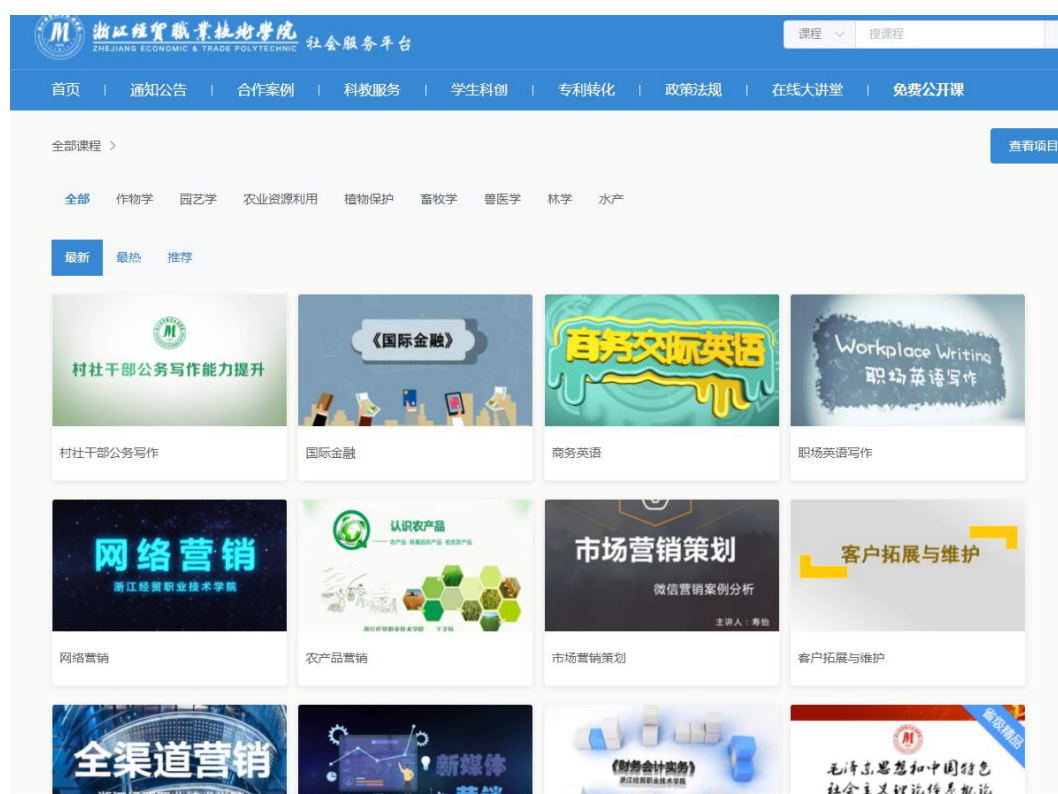 浙江经贸职业技术学院 社会服务平台
ZHEJIANG ECONOMIC & TRADE POLYTECHNIC
课程 搜课程
首页 | 通知公告 | 合作案例 | 科教服务 | 学生科创 | 专利转化 | 政策法规 | 在线大讲堂 | 免费公开课
全部课程 >
查看项目
全部 作物学 园艺学 农业资源利用 植物保护 畜牧学 兽医学 林学 水产
最新 最热 推荐
村社干部公务写作能力提升
《国际金融》
商务交际英语
Workplace Writing
职场英语写作
村社干部公务写作
国际金融
商务英语
职场英语写作
网络营销
浙江经贸职业技术学院
认识农产品
市场营销策划
微信营销案例分析
主讲人:寿怡
客户拓展与维护
网络营销
农产品营销
市场营销策划
客户拓展与维护
全渠道营销
新媒体
营销
《财务会计实务》
浙江经贸职业技术学院
省级精品
毛泽东思想和中国特色
社会主义理论体系概论